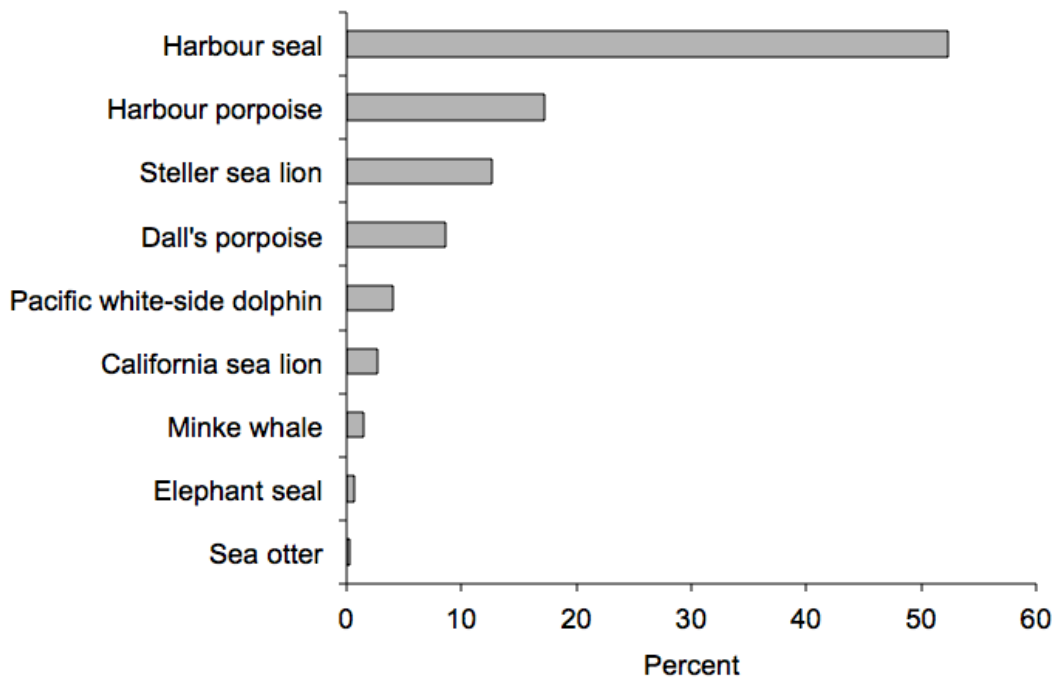 Harbour seal
Harbour porpoise
Steller sea lion
Dall's porpoise
Pacific white-side dolphin
California sea lion
Minke whale
Elephant seal
Sea otter
0 10 20 30 40 50 60
Percent